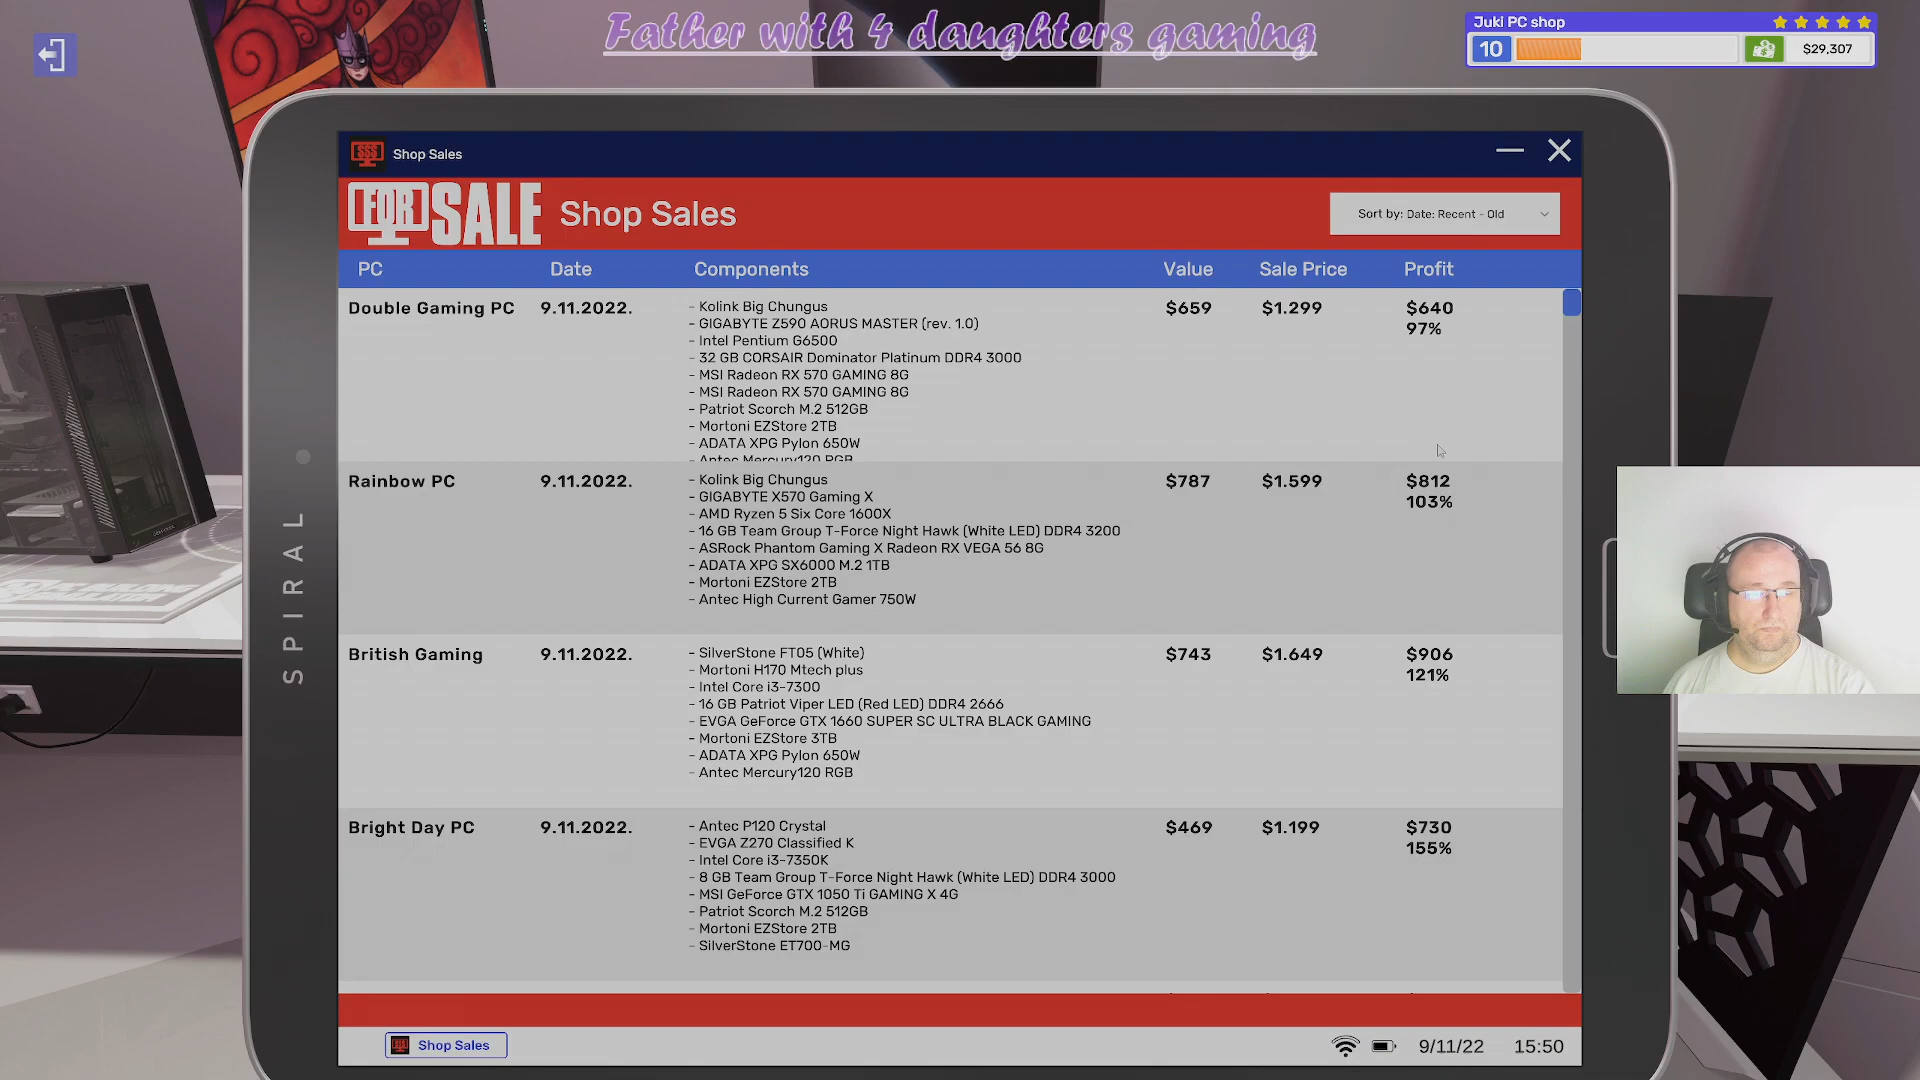 Father with 4 daughters gaming
Juki PC shop
10
$29,307
Shop Sales
FOR SALE
Shop Sales
Sort by: Date: Recent - Old
PC Date Components Value Sale Price Profit
Double Gaming PC 9.11.2022. - Kolink Big Chungus $659 $1.299 $640
97%
- GIGABYTE Z590 AORUS MASTER (rev. 1.0)
- Intel Pentium G6500
- 32 GB CORSAIR Dominator Platinum DDR4 3000
- MSI Radeon RX 570 GAMING 8G
- MSI Radeon RX 570 GAMING 8G
- Patriot Scorch M.2 512GB
- Mortoni EZStore 2TB
- ADATA XPG Pylon 650W
- Antec Mercury120 RGB
Rainbow PC 9.11.2022. - Kolink Big Chungus $787 $1.599 $812
103%
- GIGABYTE X570 Gaming X
- AMD Ryzen 5 Six Core 1600X
- 16 GB Team Group T-Force Night Hawk (White LED) DDR4 3200
- ASRock Phantom Gaming X Radeon RX VEGA 56 8G
- ADATA XPG SX6000 M.2 1TB
- Mortoni EZStore 2TB
- Antec High Current Gamer 750W
British Gaming 9.11.2022. - SilverStone FT05 (White) $743 $1.649 $906
121%
- Mortoni H170 Mtech plus
- Intel Core i3-7300
- 16 GB Patriot Viper LED (Red LED) DDR4 2666
- EVGA GeForce GTX 1660 SUPER SC ULTRA BLACK GAMING
- Mortoni EZStore 3TB
- ADATA XPG Pylon 650W
- Antec Mercury120 RGB
Bright Day PC 9.11.2022. - Antec P120 Crystal $469 $1.199 $730
155%
- EVGA Z270 Classified K
- Intel Core i3-7350K
- 8 GB Team Group T-Force Night Hawk (White LED) DDR4 3000
- MSI GeForce GTX 1050 Ti GAMING X 4G
- Patriot Scorch M.2 512GB
- Mortoni EZStore 2TB
- SilverStone ET700-MG
SPIRAL
Shop Sales
9/11/22 15:50